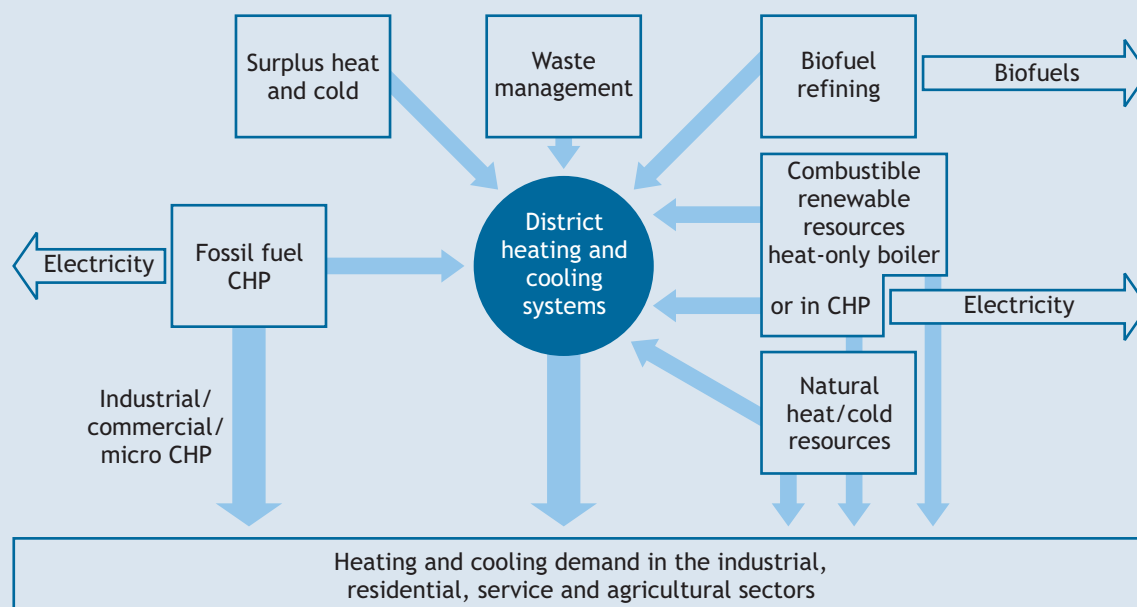 Surplus heat
and cold
Waste
management
Biofuel
refining
Biofuels
Combustible
renewable
resources
heat-only boiler
or in CHP
Electricity
District
heating and
cooling
systems
Electricity
Fossil fuel
CHP
Industrial/
commercial/
micro CHP
Natural
heat/cold
resources
Heating and cooling demand in the industrial,
residential, service and agricultural sectors